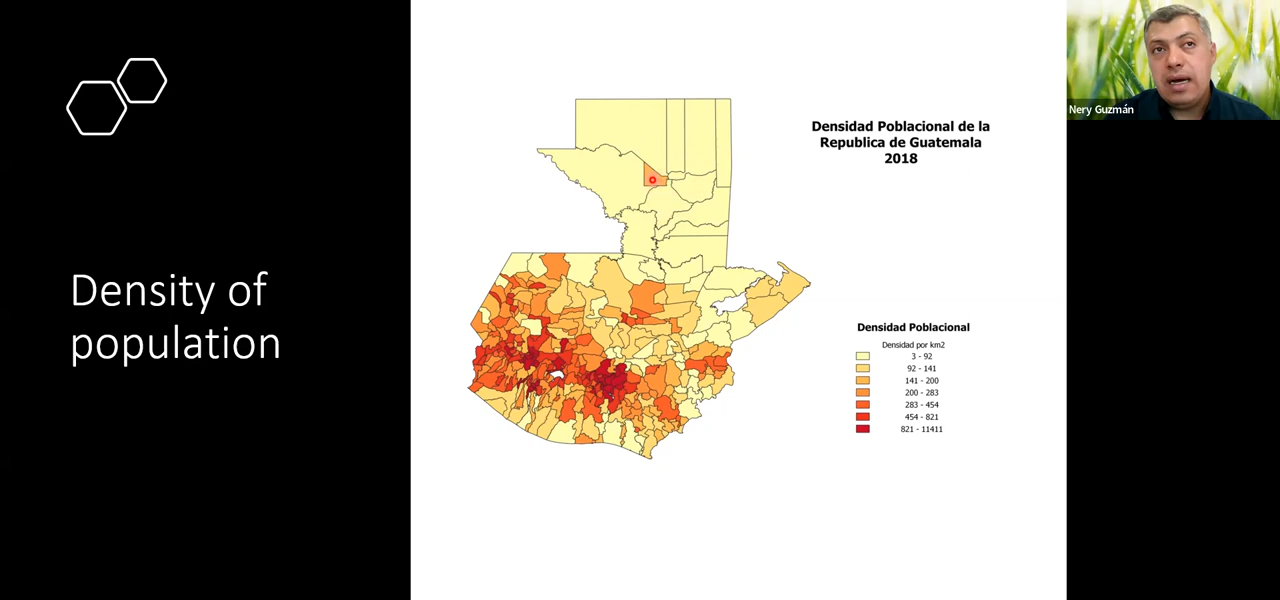 Density of
population
Densidad Poblacional de la
Republica de Guatemala
2018
Densidad Poblacional
Densidad por km2
3 - 92
92 - 141
141 - 200
200 - 283
283 - 454
454 - 821
821 - 11411
Nery Guzmán